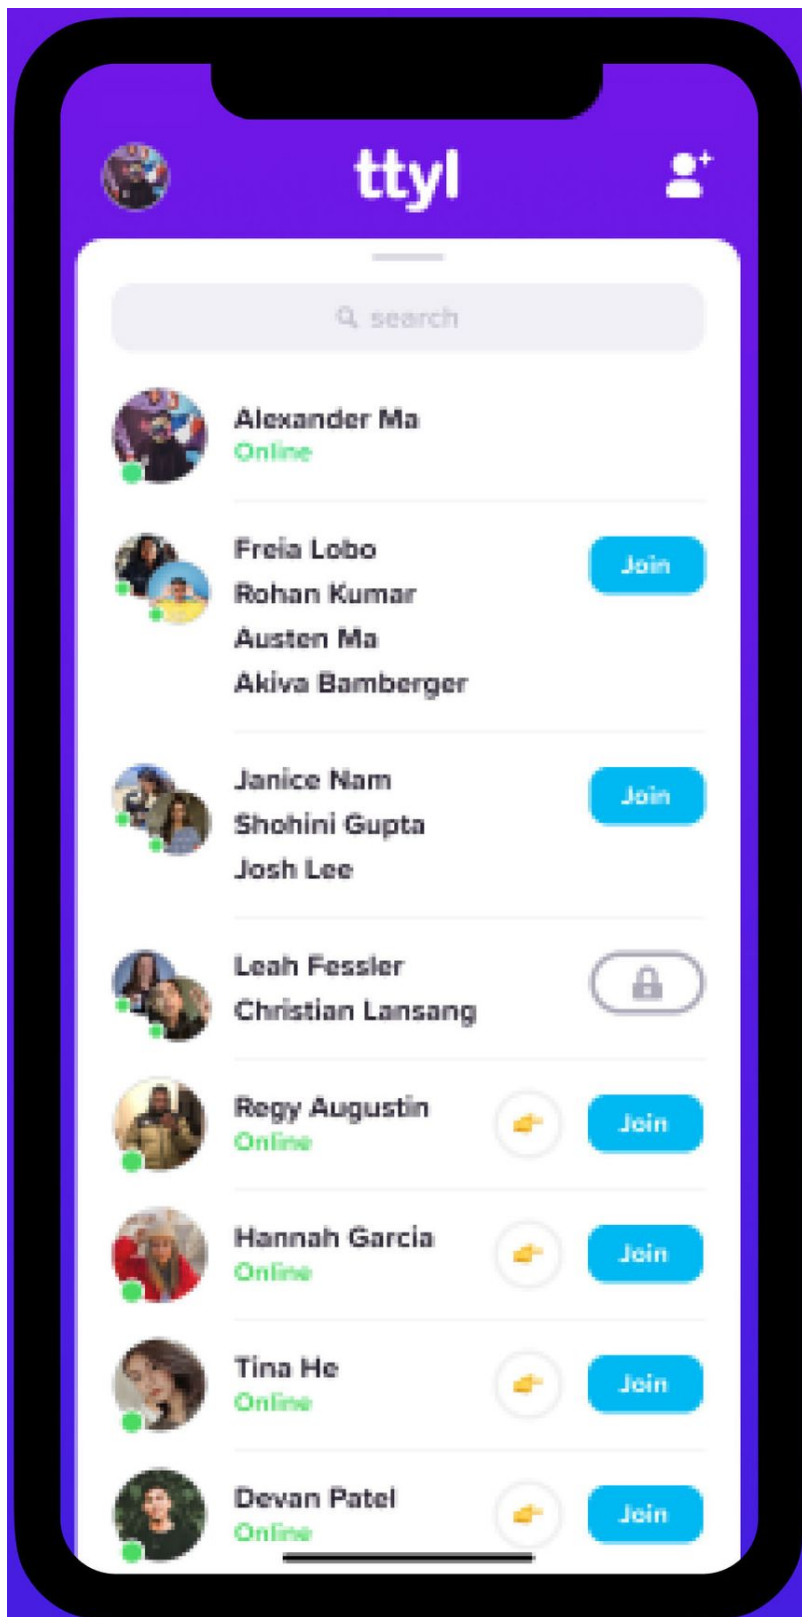 ttyl
search
Alexander Ma
Online
Freia Lobo
Join
Rohan Kumar
Austen Ma
Akiva Bamberger
Janice Nam
Join
Shohini Gupta
Josh Lee
Leah Fessler
Christian Lansang
Regy Augustin
Online
Join
Hannah Garcia
Online
Join
Tina He
Online
Join
Devan Patel
Online
Join